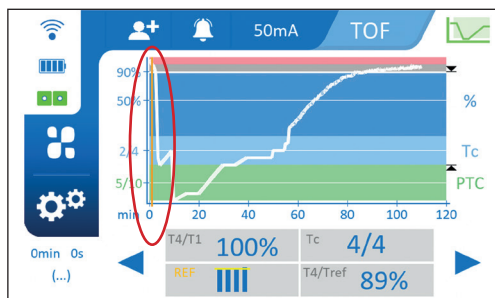 50mA TOF
90%
50% %
2/4 Tc
5/10 PTC
min 0 20 40 60 80 100 120
0min 0s
(...)
T4/T1 100% Tc 4/4
REF T4/Tref 89%